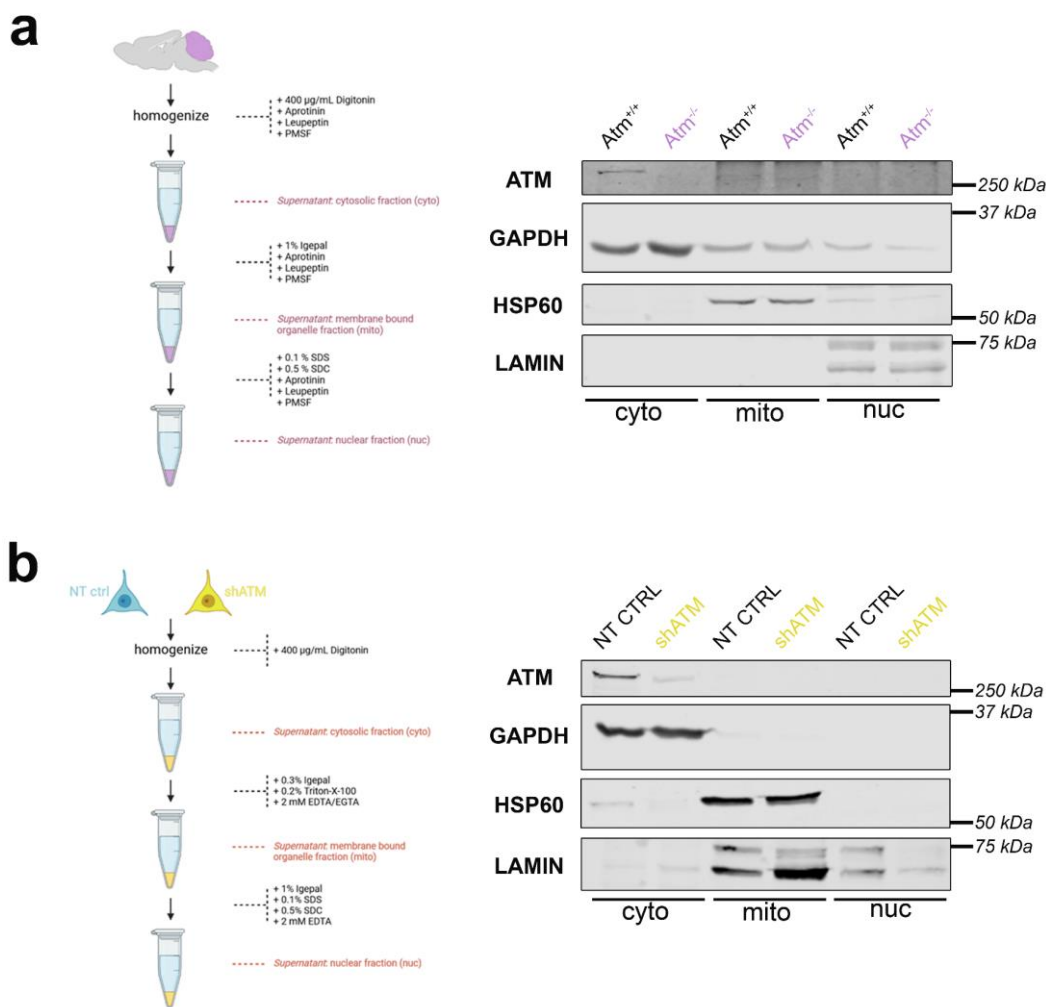 a
homogenize
+ 400 µg/mL Digitonin
+ Aprotinin
+ Leupeptin
+ PMSF
Supernatant: cytosolic fraction (cyto)
+ 1% Igepal
+ Aprotinin
+ Leupeptin
+ PMSF
Supernatant: membrane bound
organelle fraction (mito)
+ 0.1 % SDS
+ 0.5 % SDC
+ Aprotinin
+ Leupeptin
+ PMSF
Supernatant: nuclear fraction (nuc)
Atm+/+ Atm-/- Atm+/+ Atm-/- Atm+/+ Atm-/-
ATM 250 kDa
37 kDa
GAPDH
HSP60 50 kDa
75 kDa
LAMIN
cyto mito nuc
b
NT ctrl shATM
homogenize
+ 400 µg/mL Digitonin
Supernatant: cytosolic fraction (cyto)
+ 0.3% Igepal
+ 0.2% Triton-X-100
+ 2 mM EDTA/EGTA
Supernatant: membrane bound
organelle fraction (mito)
+ 1% Igepal
+ 0.1% SDS
+ 0.5% SDC
+ 2 mM EDTA
Supernatant: nuclear fraction (nuc)
NT CTRL shATM NT CTRL shATM NT CTRL shATM
ATM 250 kDa
37 kDa
GAPDH
HSP60 50 kDa
75 kDa
LAMIN
cyto mito nuc